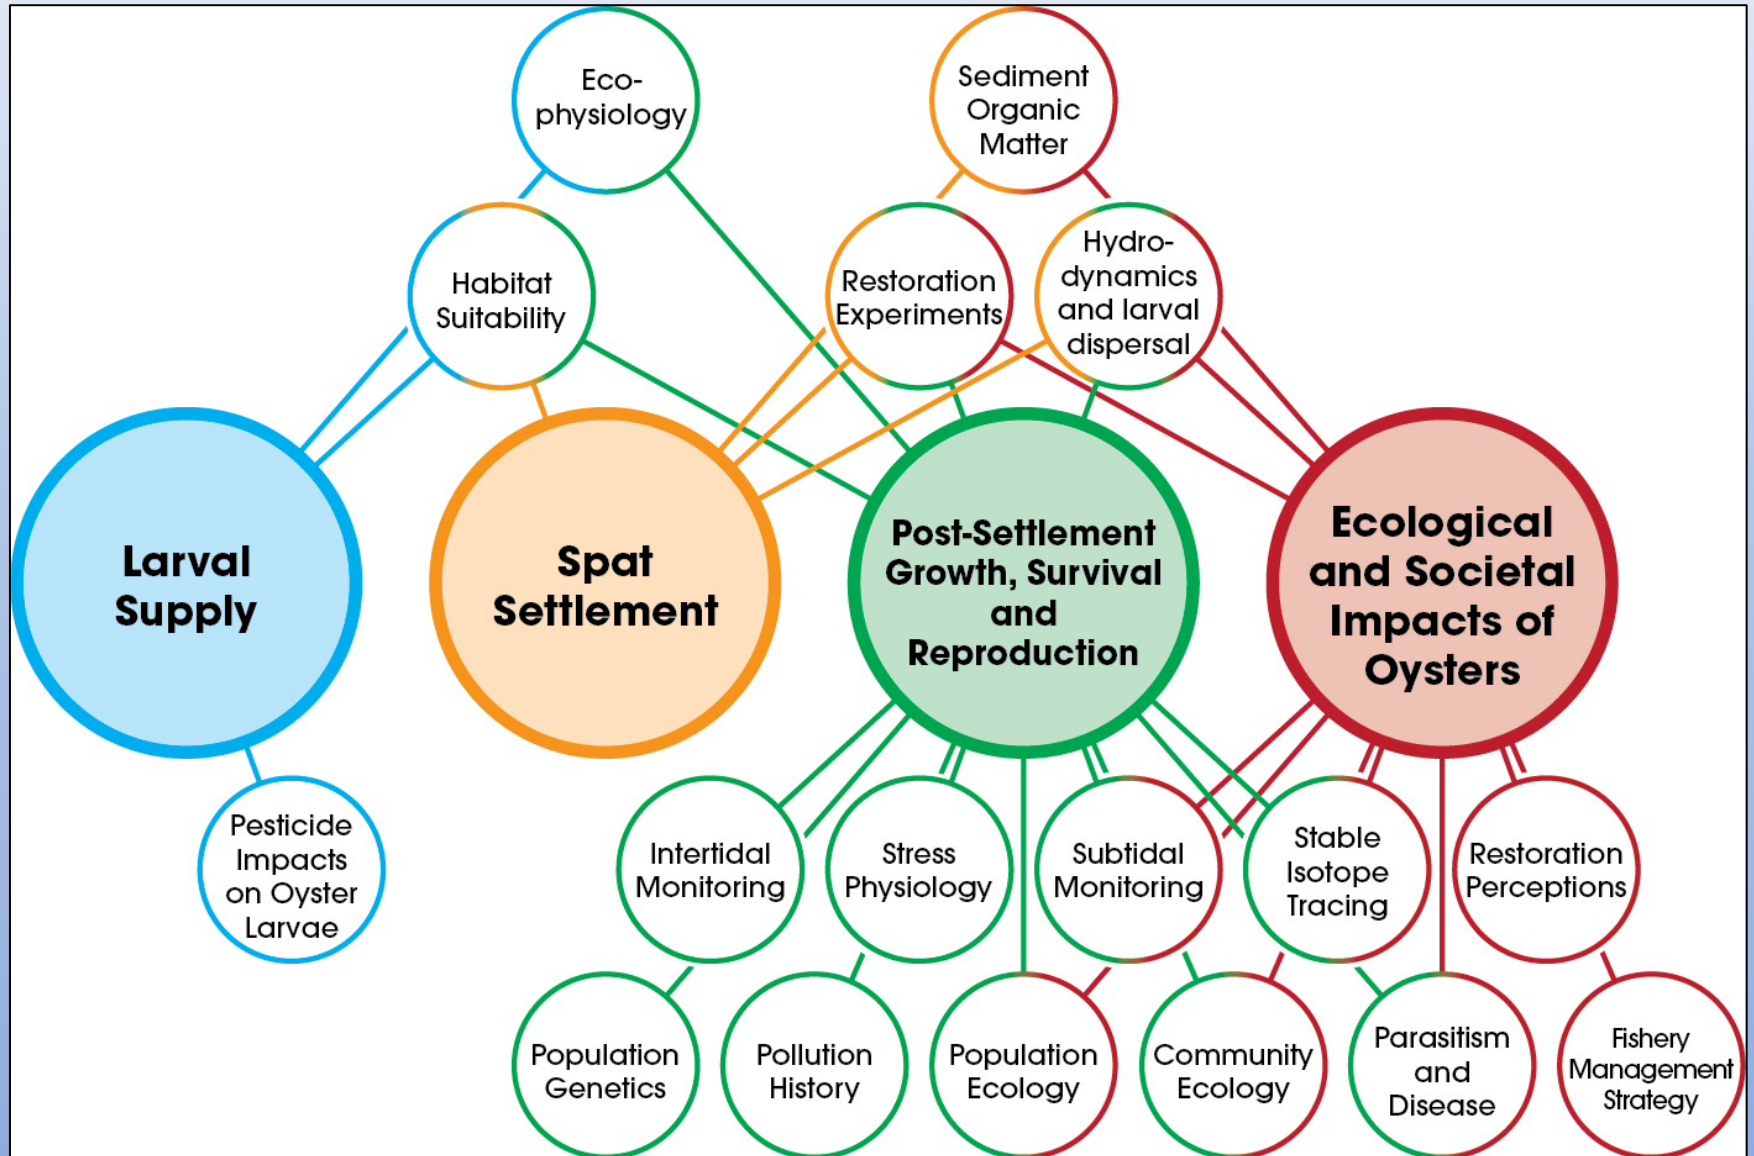 Eco-
physiology
Sediment
Organic
Matter
Habitat
Suitability
Restoration
Experiments
Hydro-
dynamics
and larval
dispersal
Larval
Supply
Spat
Settlement
Post-Settlement
Growth, Survival
and
Reproduction
Ecological
and Societal
Impacts of
Oysters
Pesticide
Impacts
on Oyster
Larvae
Intertidal
Monitoring
Stress
Physiology
Subtidal
Monitoring
Stable
Isotope
Tracing
Restoration
Perceptions
Population
Genetics
Pollution
History
Population
Ecology
Community
Ecology
Parasitism
and
Disease
Fishery
Management
Strategy